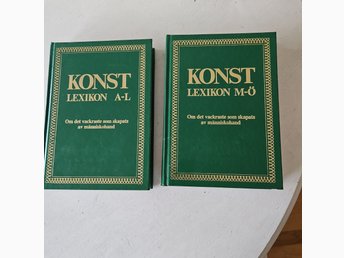 KONST
LEXIKON A-L
Om det vackraste som skapats
av människohand
KONST
LEXIKON M-Ö
Om det vackraste som skapats
av människohand